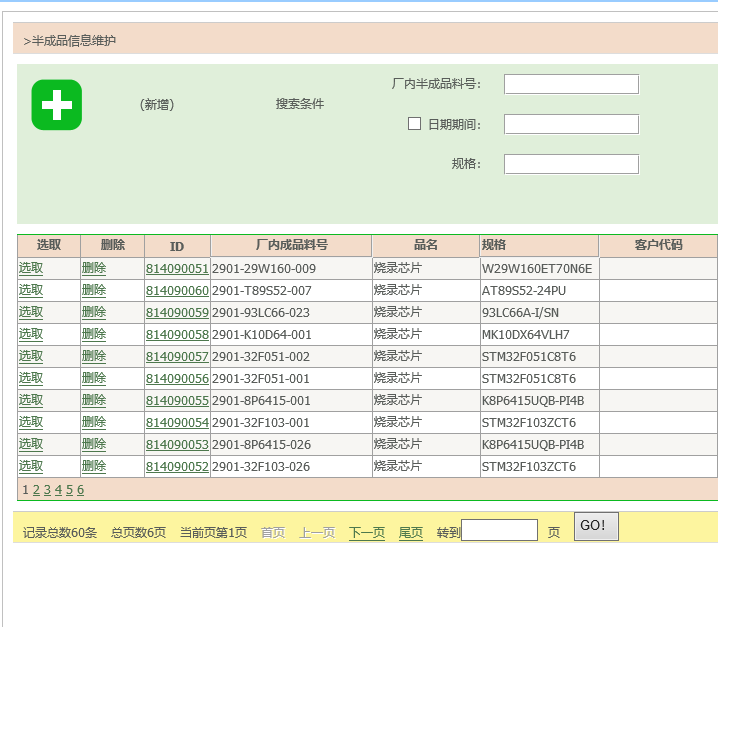 >半成品信息维护
厂内半成品料号:
(新增) 搜索条件
日期期间:
规格:
选取 删除 ID 厂内成品料号 品名 规格 客户代码
选取 删除 814090051 2901-29W160-009 烧录芯片 W29W160ET70N6E
选取 删除 814090060 2901-T89S52-007 烧录芯片 AT89S52-24PU
选取 删除 814090059 2901-93LC66-023 烧录芯片 93LC66A-I/SN
选取 删除 814090058 2901-K10D64-001 烧录芯片 MK10DX64VLH7
选取 删除 814090057 2901-32F051-002 烧录芯片 STM32F051C8T6
选取 删除 814090056 2901-32F051-001 烧录芯片 STM32F051C8T6
选取 删除 814090055 2901-8P6415-001 烧录芯片 K8P6415UQB-PI4B
选取 删除 814090054 2901-32F103-001 烧录芯片 STM32F103ZCT6
选取 删除 814090053 2901-8P6415-026 烧录芯片 K8P6415UQB-PI4B
选取 删除 814090052 2901-32F103-026 烧录芯片 STM32F103ZCT6
1 2 3 4 5 6
记录总数60条 总页数6页 当前页第1页 首页 上一页 下一页 尾页 转到 页 GO!